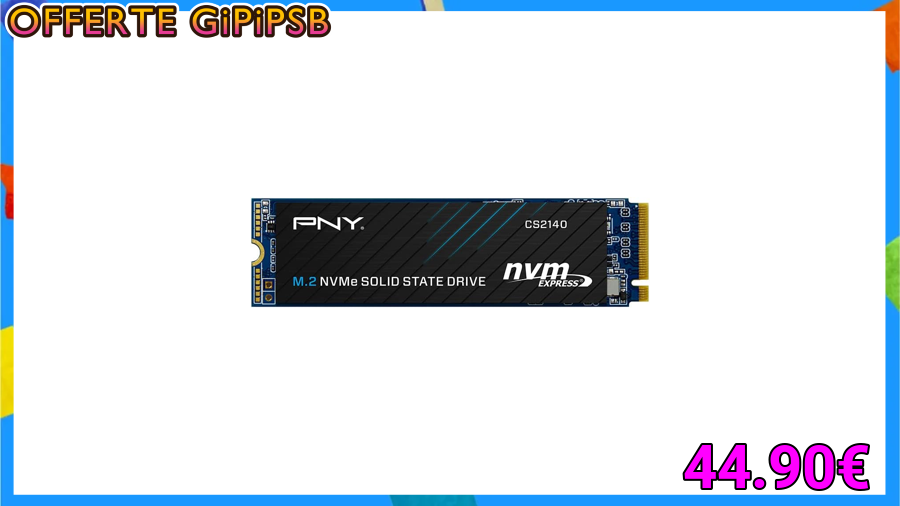 OFFERTE GiPiPSB
PNY
CS2140
M.2 NVMe SOLID STATE DRIVE
nvm
EXPRESS
44.90€